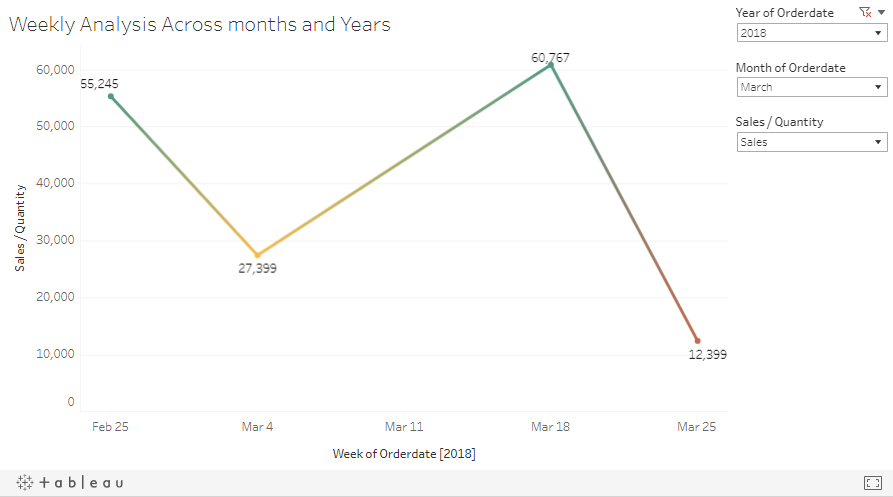 Weekly Analysis Across months and Years
Year of Orderdate
2018
Month of Orderdate
March
Sales / Quantity
Sales
60,000
50,000
40,000
30,000
20,000
10,000
0
Sales / Quantity
55,245
27,399
60,767
12,399
Feb 25
Mar 4
Mar 11
Mar 18
Mar 25
Week of Orderdate [2018]
+ableau